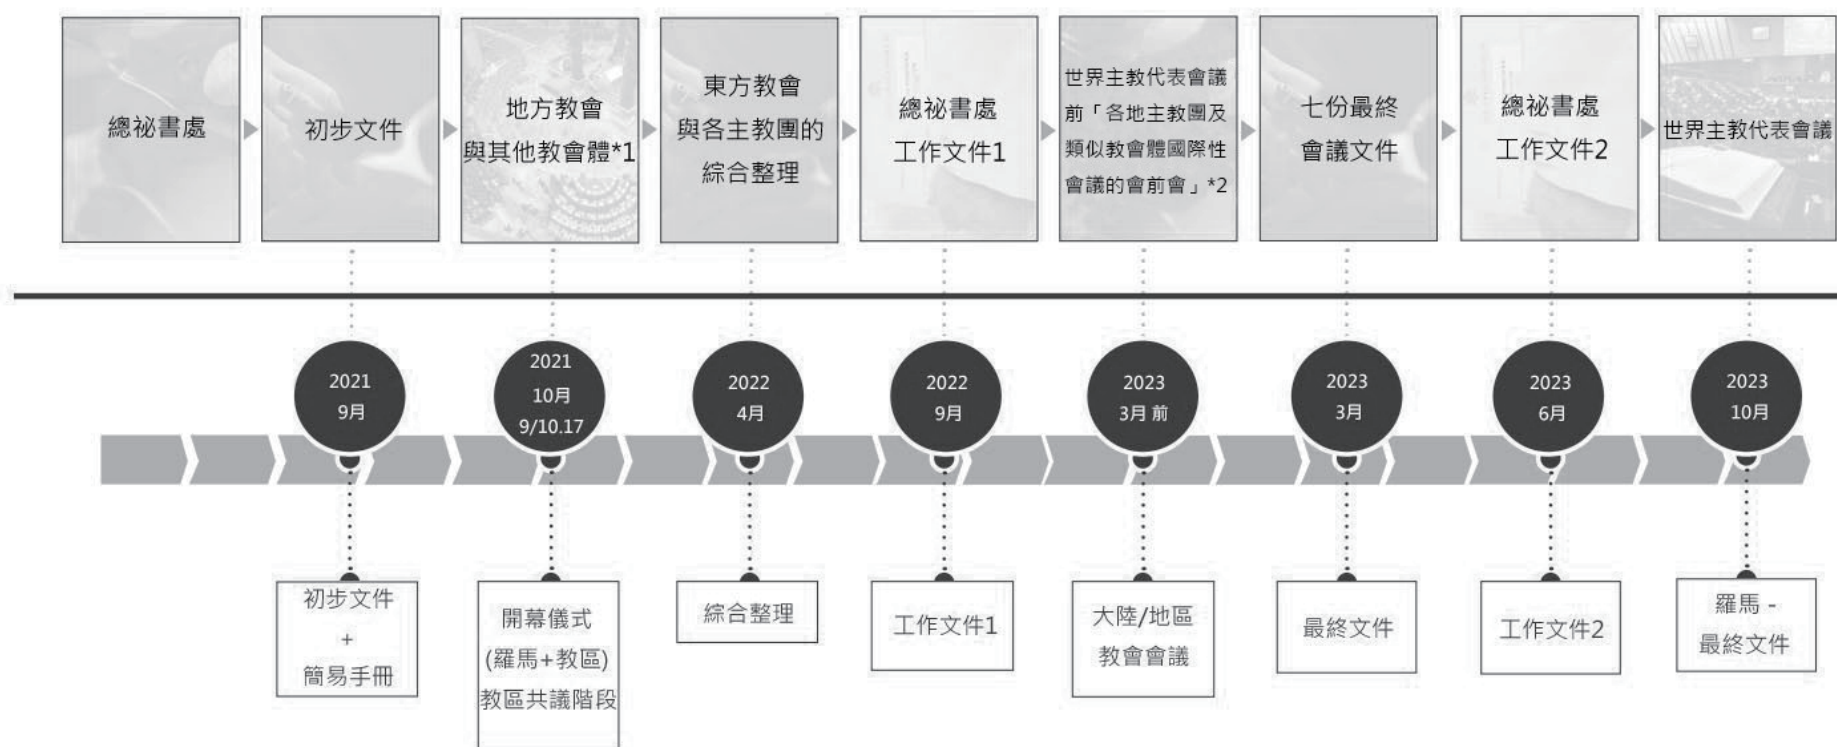 總祕書處
初步文件
地方教會
與其他教會體*1
東方教會
與各主教團的
綜合整理
總祕書處
工作文件1
世界主教代表會議
前「各地主教團及
類似教會體國際性
會議的會前會」*2
七份最終
會議文件
總祕書處
工作文件2
世界主教代表會議
2021
9月
2021
10月
9/10.17
2022
4月
2022
9月
2023
3月 前
2023
3月
2023
6月
2023
10月
初步文件
+
簡易手冊
開幕儀式
(羅馬+教區)
教區共議階段
綜合整理
工作文件1
大陸/地區
教會會議
最終文件
工作文件2
羅馬 -
最終文件